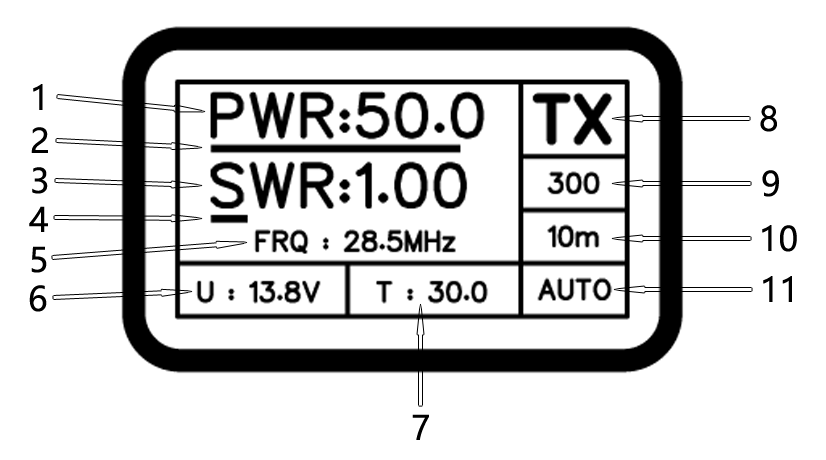 1
PWR:50.0
TX
8
2
3
SWR:1.00
300
9
4
5
FRQ : 28.5MHz
10m
10
6
U : 13.8V
T : 30.0
AUTO
11
7